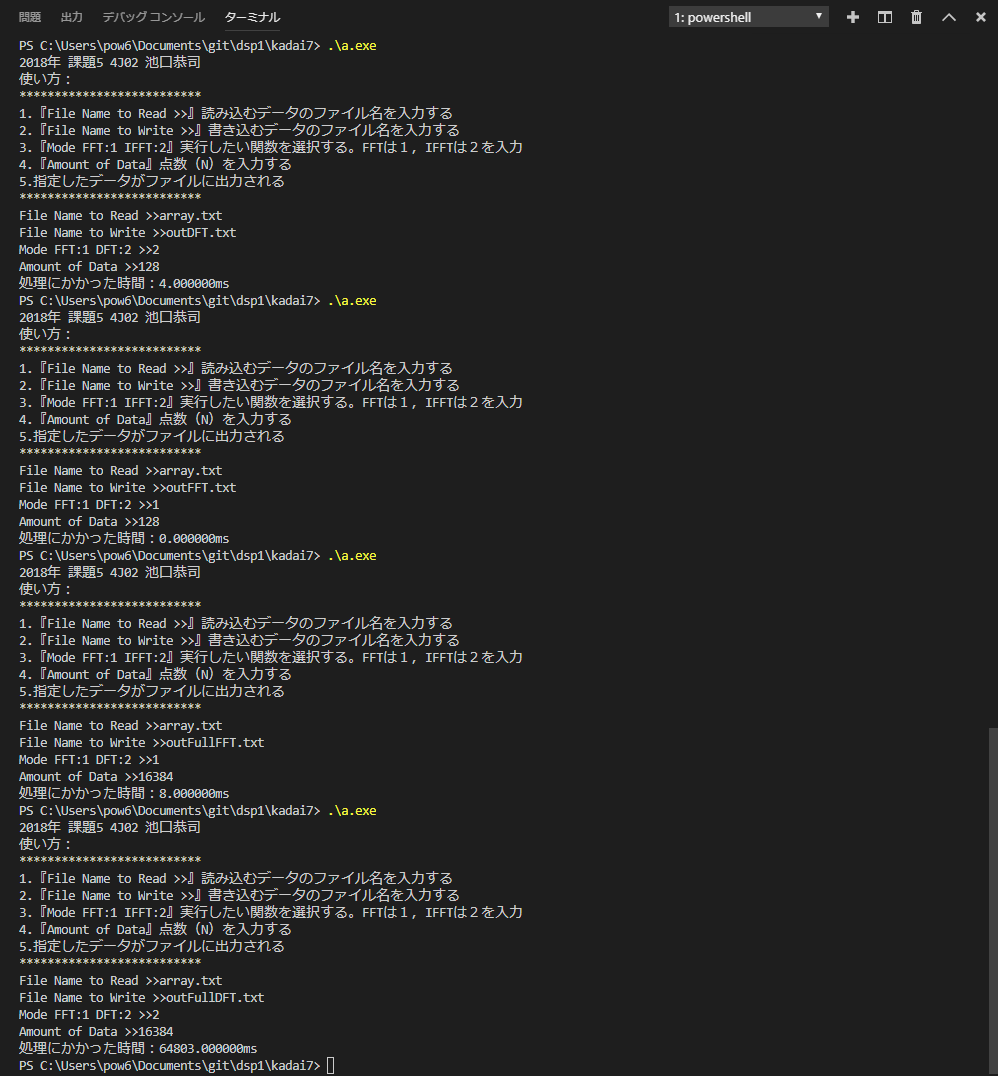 問題 出力 デバッグ コンソール ターミナル 1: powershell
PS C:\Users\pow6\Documents\git\dsp1\kadai7> .\a.exe
2018年 課題5 4J02 池口恭司
使い方：
**************************
1.『File Name to Read >>』読み込むデータのファイル名を入力する
2.『File Name to Write >>』書き込むデータのファイル名を入力する
3.『Mode FFT:1 IFFT:2』実行したい関数を選択する。FFTは１, IFFTは２を入力
4.『Amount of Data』点数（N）を入力する
5.指定したデータがファイルに出力される
**************************
File Name to Read >>array.txt
File Name to Write >>outDFT.txt
Mode FFT:1 DFT:2 >>2
Amount of Data >>128
処理にかかった時間：4.000000ms
PS C:\Users\pow6\Documents\git\dsp1\kadai7> .\a.exe
2018年 課題5 4J02 池口恭司
使い方：
**************************
1.『File Name to Read >>』読み込むデータのファイル名を入力する
2.『File Name to Write >>』書き込むデータのファイル名を入力する
3.『Mode FFT:1 IFFT:2』実行したい関数を選択する。FFTは１, IFFTは２を入力
4.『Amount of Data』点数（N）を入力する
5.指定したデータがファイルに出力される
**************************
File Name to Read >>array.txt
File Name to Write >>outFFT.txt
Mode FFT:1 DFT:2 >>1
Amount of Data >>128
処理にかかった時間：0.000000ms
PS C:\Users\pow6\Documents\git\dsp1\kadai7> .\a.exe
2018年 課題5 4J02 池口恭司
使い方：
**************************
1.『File Name to Read >>』読み込むデータのファイル名を入力する
2.『File Name to Write >>』書き込むデータのファイル名を入力する
3.『Mode FFT:1 IFFT:2』実行したい関数を選択する。FFTは１, IFFTは２を入力
4.『Amount of Data』点数（N）を入力する
5.指定したデータがファイルに出力される
**************************
File Name to Read >>array.txt
File Name to Write >>outFullFFT.txt
Mode FFT:1 DFT:2 >>1
Amount of Data >>16384
処理にかかった時間：8.000000ms
PS C:\Users\pow6\Documents\git\dsp1\kadai7> .\a.exe
2018年 課題5 4J02 池口恭司
使い方：
**************************
1.『File Name to Read >>』読み込むデータのファイル名を入力する
2.『File Name to Write >>』書き込むデータのファイル名を入力する
3.『Mode FFT:1 IFFT:2』実行したい関数を選択する。FFTは１, IFFTは２を入力
4.『Amount of Data』点数（N）を入力する
5.指定したデータがファイルに出力される
**************************
File Name to Read >>array.txt
File Name to Write >>outFullDFT.txt
Mode FFT:1 DFT:2 >>2
Amount of Data >>16384
処理にかかった時間：64803.000000ms
PS C:\Users\pow6\Documents\git\dsp1\kadai7>